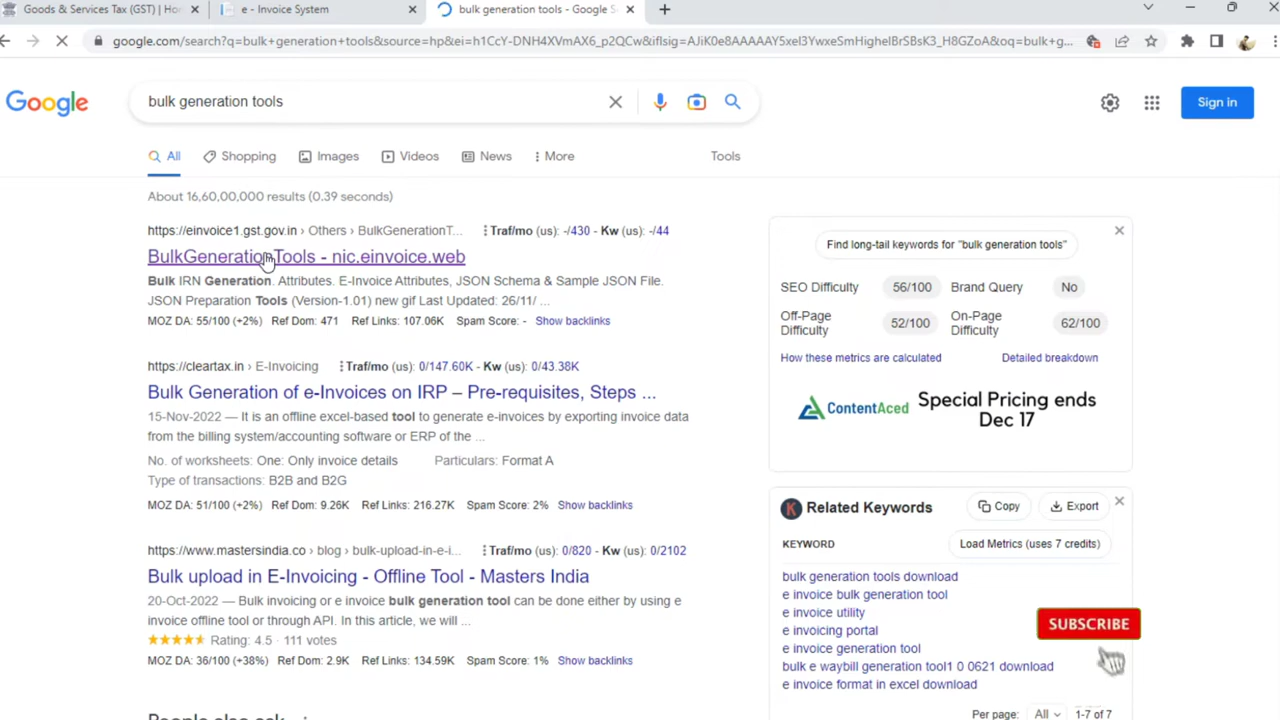 Goods & Services Tax (GST) | Ho
e - Invoice System
bulk generation tools - Google S
google.com/search?q=bulk+generation+tools&source=hp&ei=h1CcY-DNH4XVmAX6_p2QCw&iflsig=AJiK0e8AAAAAY5xel3YwxeSmHighelBrSBsK3_H8GZoA&oq=bulk+g...
Google
bulk generation tools
Sign in
All
Shopping
Images
Videos
News
More
Tools
About 16,60,00,000 results (0.39 seconds)
https://einvoice1.gst.gov.in › Others › BulkGenerationT... Traf/mo (us): -/430 - Kw (us): -/44
BulkGenerationTools - nic.einvoice.web
Bulk IRN Generation. Attributes. E-Invoice Attributes, JSON Schema & Sample JSON File.
JSON Preparation Tools (Version-1.01) new gif Last Updated: 26/11/ ...
MOZ DA: 55/100 (+2%) Ref Dom: 471 Ref Links: 107.06K Spam Score: - Show backlinks
https://cleartax.in › E-Invoicing Traf/mo (us): 0/147.60K - Kw (us): 0/43.38K
Bulk Generation of e-Invoices on IRP – Pre-requisites, Steps ...
15-Nov-2022 — It is an offline excel-based tool to generate e-invoices by exporting invoice data
from the billing system/accounting software or ERP of the ...
No. of worksheets: One: Only invoice details Particulars: Format A
Type of transactions: B2B and B2G
MOZ DA: 51/100 (+2%) Ref Dom: 9.26K Ref Links: 216.27K Spam Score: 2% Show backlinks
https://www.mastersindia.co › blog › bulk-upload-in-e-i... Traf/mo (us): 0/820 - Kw (us): 0/2102
Bulk upload in E-Invoicing - Offline Tool - Masters India
20-Oct-2022 — Bulk invoicing or e invoice bulk generation tool can be done either by using e
invoice offline tool or through API. In this article, we will ...
Rating: 4.5 · 111 votes
MOZ DA: 36/100 (+38%) Ref Dom: 2.9K Ref Links: 134.59K Spam Score: 1% Show backlinks
People also ask
Find long-tail keywords for "bulk generation tools"
SEO Difficulty 56/100 Brand Query No
Off-Page Difficulty 52/100 On-Page Difficulty 62/100
How these metrics are calculated
Detailed breakdown
ContentAced
Special Pricing ends
Dec 17
Related Keywords
Copy
Export
KEYWORD
Load Metrics (uses 7 credits)
bulk generation tools download
e invoice bulk generation tool
e invoice utility
e invoicing portal
e invoice generation tool
bulk e waybill generation tool1 0 0621 download
e invoice format in excel download
SUBSCRIBE
Per page: All 1-7 of 7